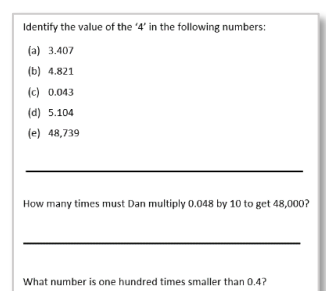 Identify the value of the ‘4’ in the following numbers:
(a) 3.407
(b) 4.821
(c) 0.043
(d) 5.104
(e) 48,739
How many times must Dan multiply 0.048 by 10 to get 48,000?
What number is one hundred times smaller than 0.4?